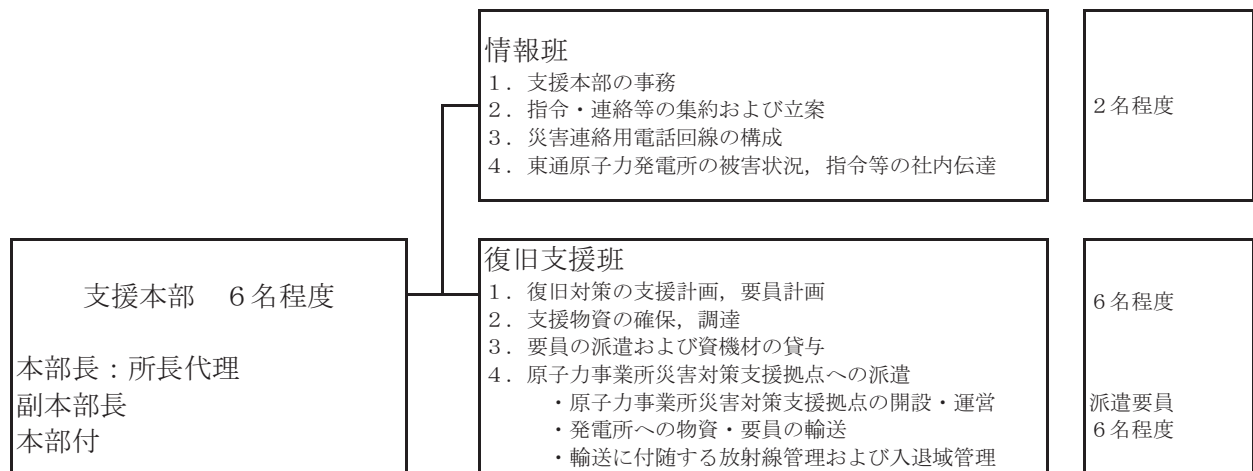 情報班
１．支援本部の事務
２．指令・連絡等の集約および立案
３．災害連絡用電話回線の構成
４．東通原子力発電所の被害状況，指令等の社内伝達
２名程度
支援本部　６名程度
本部長：所長代理
副本部長
本部付
復旧支援班
１．復旧対策の支援計画，要員計画
２．支援物資の確保，調達
３．要員の派遣および資機材の貸与
４．原子力事業所災害対策支援拠点への派遣
・原子力事業所災害対策支援拠点の開設・運営
・発電所への物資・要員の輸送
・輸送に付随する放射線管理および入退域管理
６名程度
派遣要員
６名程度